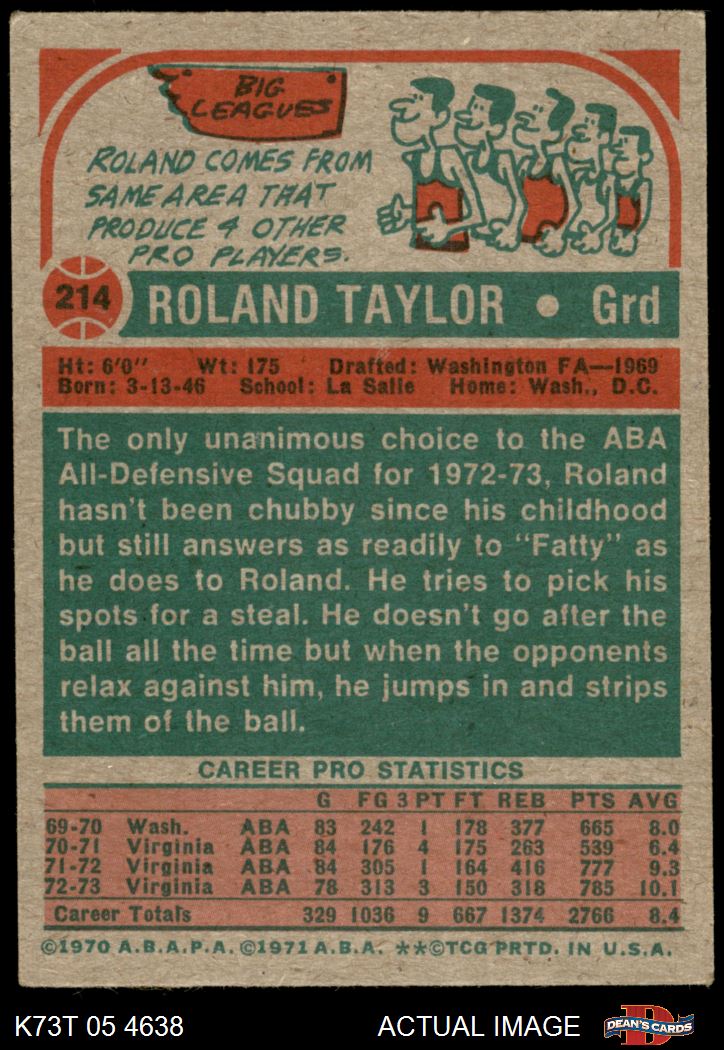 BIG
LEAGUES
ROLAND COMES FROM
SAME AREA THAT
PRODUCE 4 OTHER
PRO PLAYERS.
214 ROLAND TAYLOR • Grd
Ht: 6'0" Wt: 175 Drafted: Washington FA—1969
Born: 3-13-46 School: La Salle Home: Wash., D.C.
The only unanimous choice to the ABA
All-Defensive Squad for 1972-73, Roland
hasn't been chubby since his childhood
but still answers as readily to "Fatty" as
he does to Roland. He tries to pick his
spots for a steal. He doesn't go after the
ball all the time but when the opponents
relax against him, he jumps in and strips
them of the ball.
CAREER PRO STATISTICS
G FG 3 PT FT REB PTS AVG
69-70 Wash. ABA 83 242 1 178 377 665 8.0
70-71 Virginia ABA 84 176 4 175 263 539 6.4
71-72 Virginia ABA 84 305 1 164 416 777 9.3
72-73 Virginia ABA 78 313 3 150 318 785 10.1
Career Totals 329 1036 9 667 1374 2766 8.4
©1970 A.B.A.P.A. ©1971 A.B.A. **©TCG PRTD. IN U.S.A.
K73T 05 4638 ACTUAL IMAGE DEAN'S CARDS